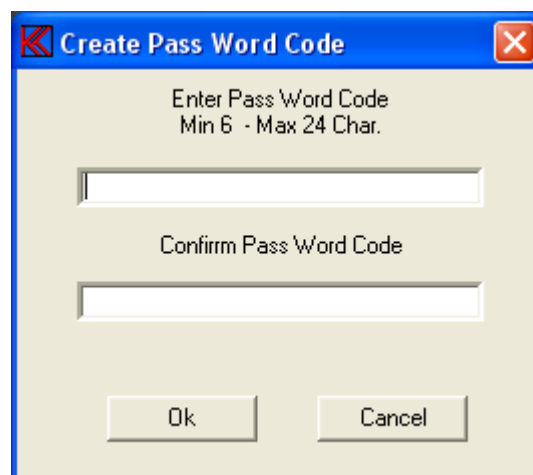 Create Pass Word Code
Enter Pass Word Code
Min 6 - Max 24 Char.
Confirm Pass Word Code
Ok
Cancel